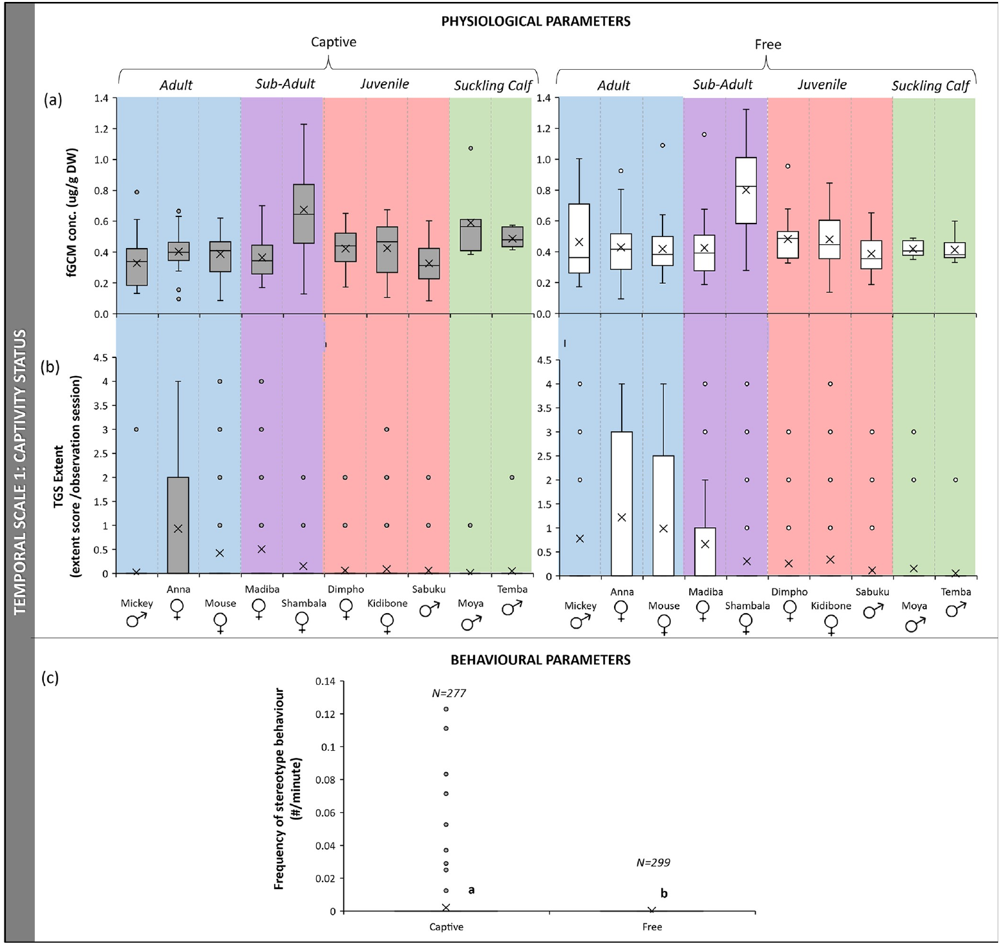 TEMPORAL SCALE 1: CAPTIVITY STATUS
PHYSIOLOGICAL PARAMETERS
Captive
Free
Adult Sub-Adult Juvenile Suckling Calf
Adult Sub-Adult Juvenile Suckling Calf
(a)
fGCM conc. (ug/g DW)
1.4
1.2
1.0
0.8
0.6
0.4
0.2
0.0
1.4
1.2
1.0
0.8
0.6
0.4
0.2
0.0
(b)
TGS Extent
(extent score /observation session)
4.5
4
3.5
3
2.5
2
1.5
1
0.5
0
4.5
4
3.5
3
2.5
2
1.5
1
0.5
0
Mickey ♂ Anna ♀ Mouse ♀ Madiba ♀ Shambala ♀ Dimpho ♀ Kidibone ♀ Sabuku ♂ Moya ♂ Temba ♂
Mickey ♂ Anna ♀ Mouse ♀ Madiba ♀ Shambala ♀ Dimpho ♀ Kidibone ♀ Sabuku ♂ Moya ♂ Temba ♂
BEHAVIOURAL PARAMETERS
(c)
Frequency of stereotype behaviour
(#/minute)
0.14
0.12
0.1
0.08
0.06
0.04
0.02
0
N=277
a
N=299
b
Captive
Free